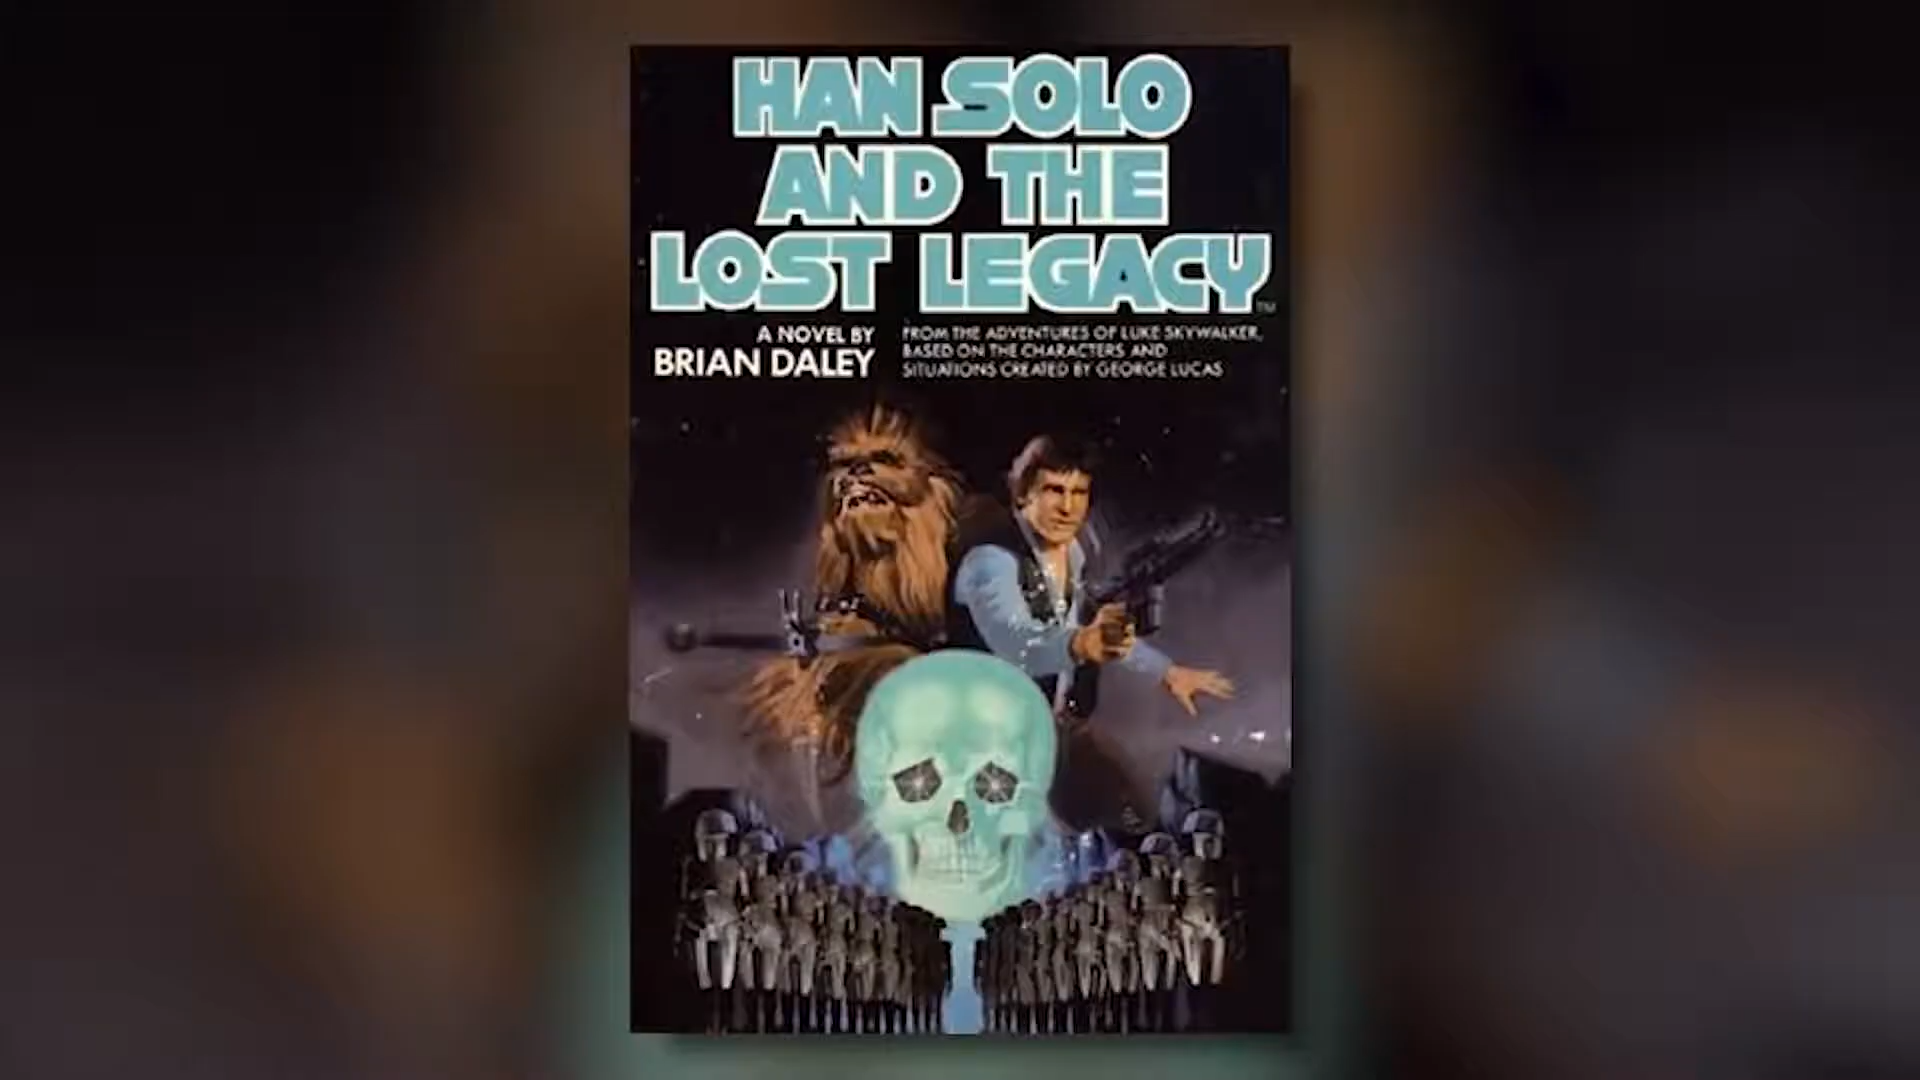 HAN SOLO
AND THE
LOST LEGACY™
A NOVEL BY
BRIAN DALEY
FROM THE ADVENTURES OF LUKE SKYWALKER,
BASED ON THE CHARACTERS AND
SITUATIONS CREATED BY GEORGE LUCAS